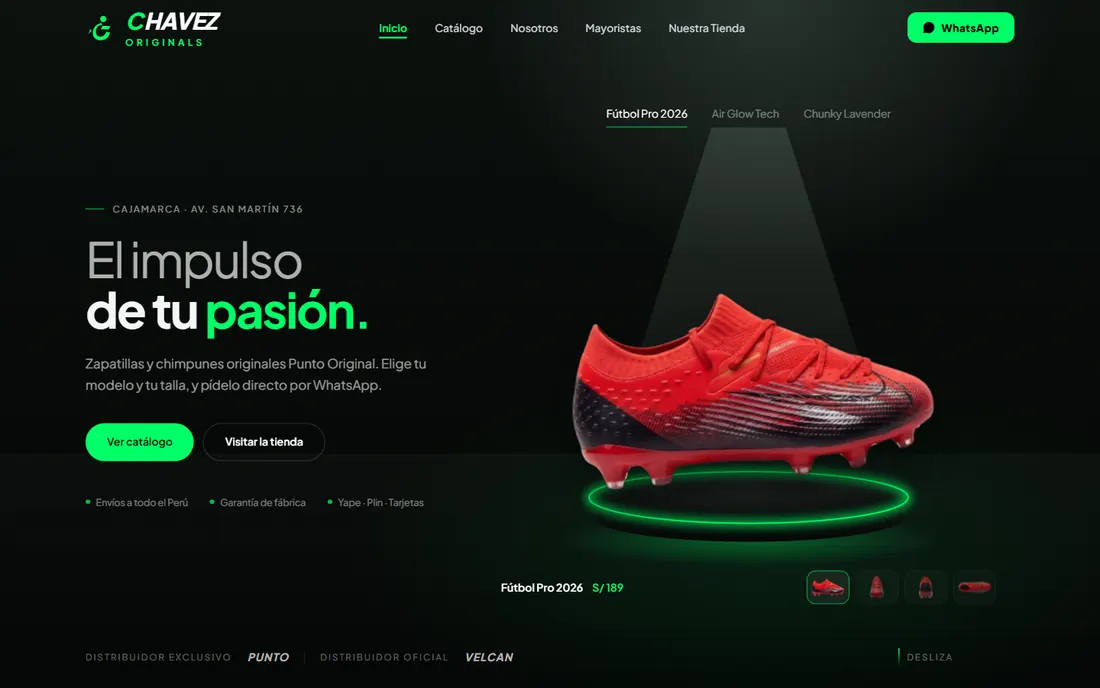 CHAVEZ
ORIGINALS
Inicio
Catálogo
Nosotros
Mayoristas
Nuestra Tienda
WhatsApp
Fútbol Pro 2026
Air Glow Tech
Chunky Lavender
CAJAMARCA · AV. SAN MARTÍN 736
El impulso
de tu pasión.
Zapatillas y chimpunes originales Punto Original. Elige tu
modelo y tu talla, y pídelo directo por WhatsApp.
Ver catálogo
Visitar la tienda
Envíos a todo el Perú
Garantía de fábrica
Yape · Plin · Tarjetas
Fútbol Pro 2026 S/ 189
DISTRIBUIDOR EXCLUSIVO PUNTO
DISTRIBUIDOR OFICIAL VELCAN
DESLIZA